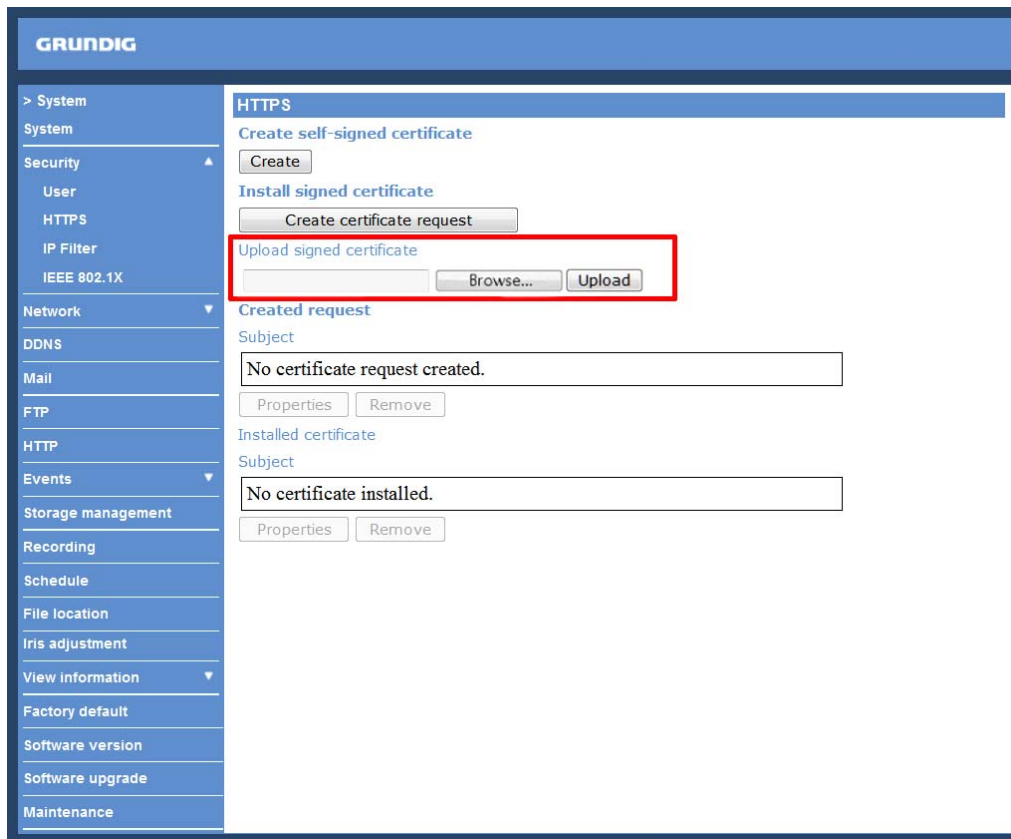 GRUNDIG
> System
System
Security
User
HTTPS
IP Filter
IEEE 802.1X
Network
DDNS
Mail
FTP
HTTP
Events
Storage management
Recording
Schedule
File location
Iris adjustment
View information
Factory default
Software version
Software upgrade
Maintenance
HTTPS
Create self-signed certificate
Create
Install signed certificate
Create certificate request
Upload signed certificate
Browse... Upload
Created request
Subject
No certificate request created.
Properties Remove
Installed certificate
Subject
No certificate installed.
Properties Remove